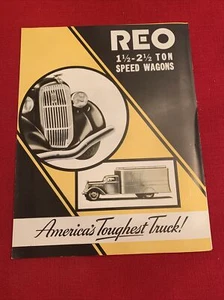 REO
1½-2½ TON
SPEED WAGONS
America's Toughest Truck!